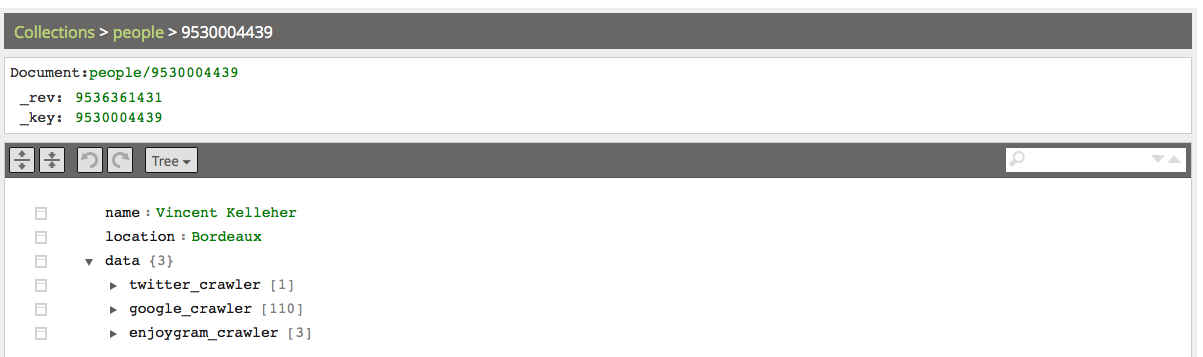 Collections > people > 9530004439
Document:people/9530004439
_rev: 9536361431
_key: 9530004439
Tree
name : Vincent Kelleher
location : Bordeaux
data {3}
twitter_crawler [1]
google_crawler [110]
enjoygram_crawler [3]